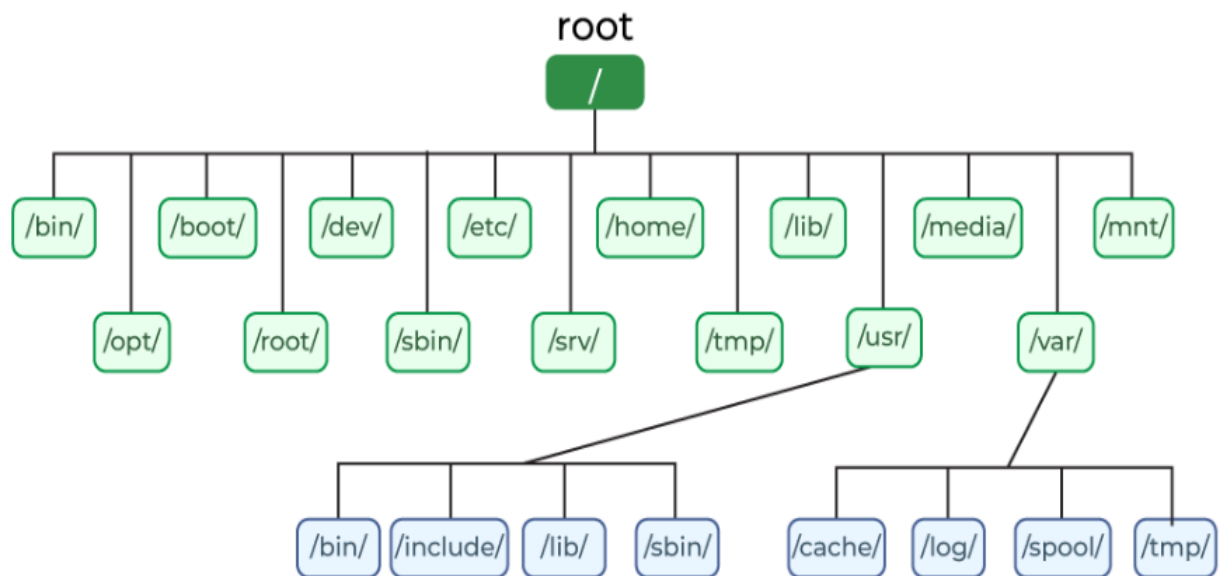 root
/
/bin/ /boot/ /dev/ /etc/ /home/ /lib/ /media/ /mnt/
/opt/ /root/ /sbin/ /srv/ /tmp/ /usr/ /var/
/bin/ /include/ /lib/ /sbin/ /cache/ /log/ /spool/ /tmp/